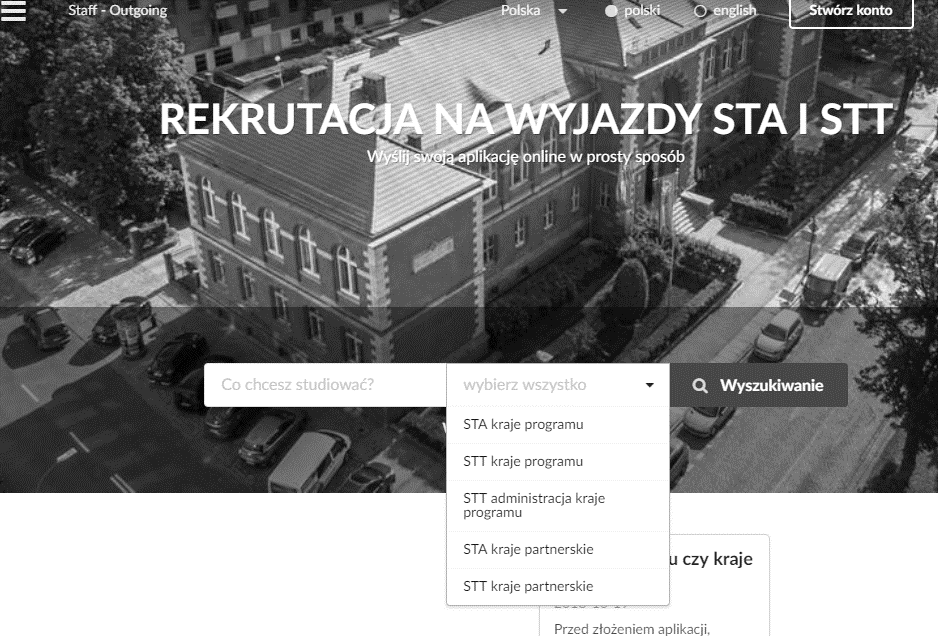 Staff - Outgoing
Polska
polski
english
Stwórz konto
REKRUTACJA NA WYJAZDY STA I STT
Wyślij swoją aplikację online w prosty sposób
Co chcesz studiować?
wybierz wszystko
Wyszukiwanie
STA kraje programu
STT kraje programu
STT administracja kraje
programu
STA kraje partnerskie
u czy kraje
STT kraje partnerskie
Przed złożeniem aplikacji,